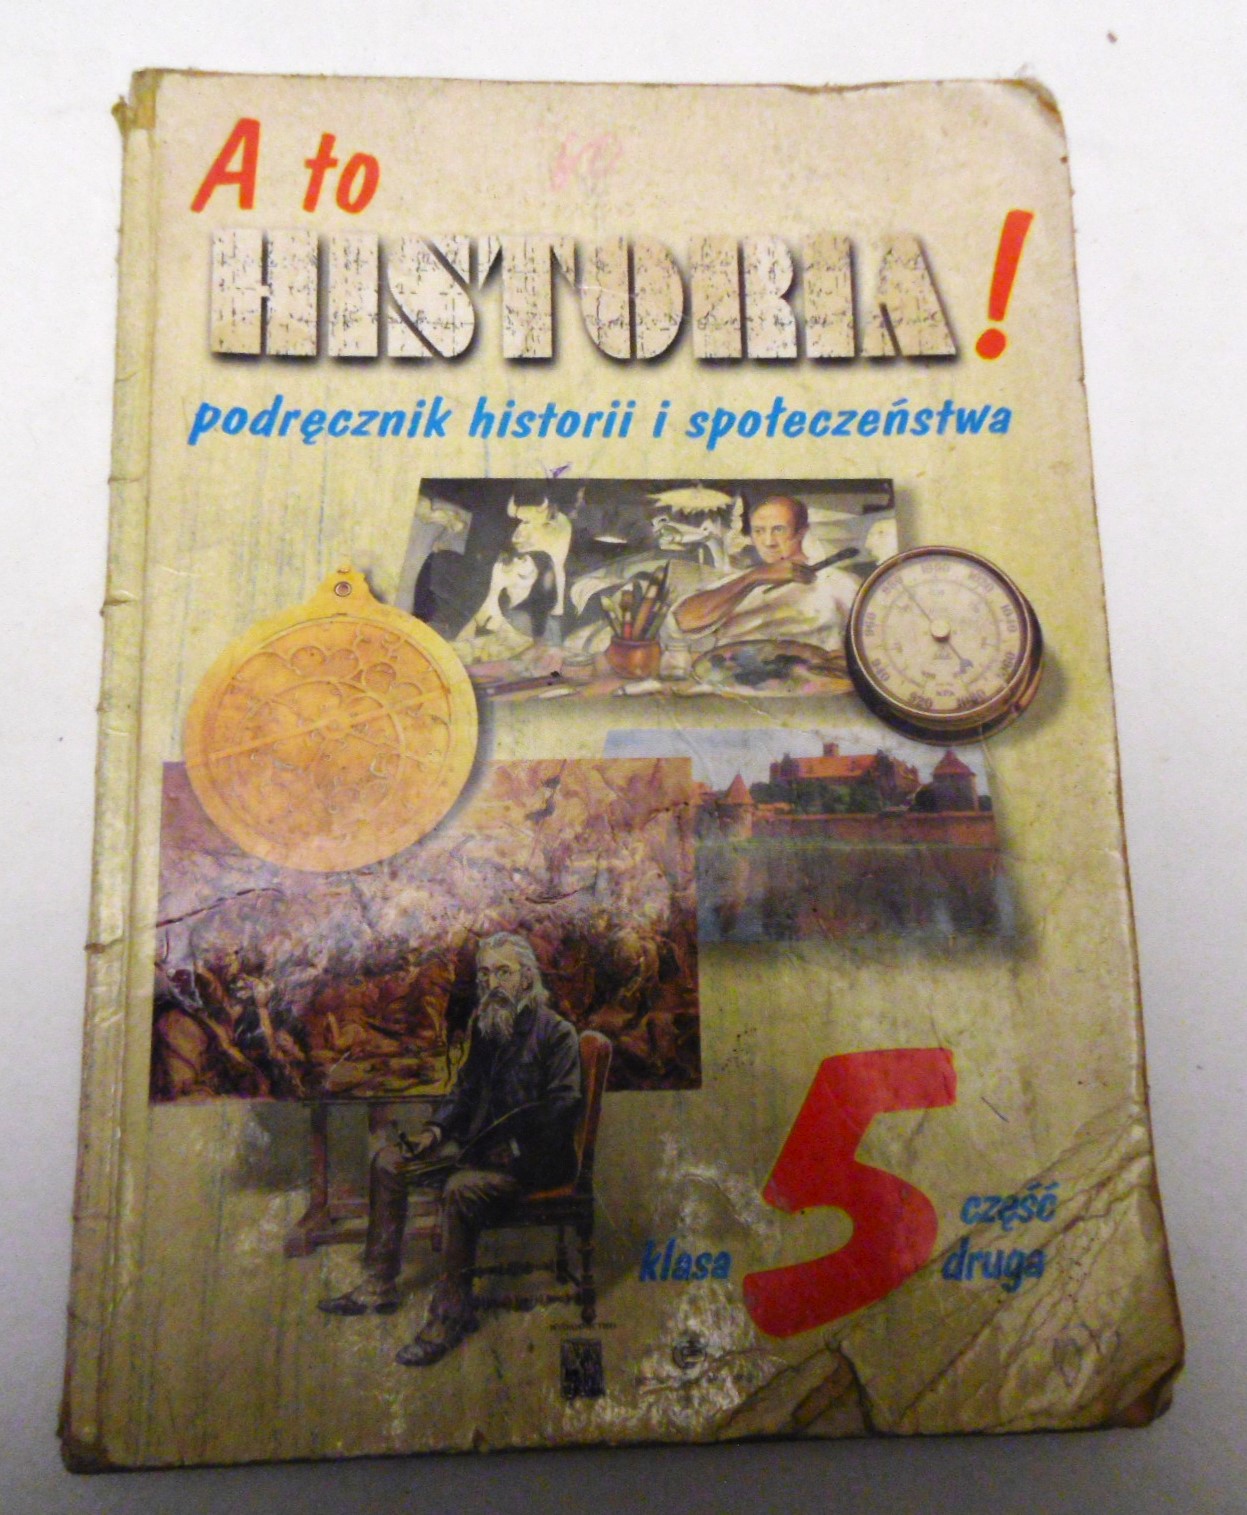 A to
HISTORIA!
podręcznik historii i społeczeństwa
klasa 5 część
druga